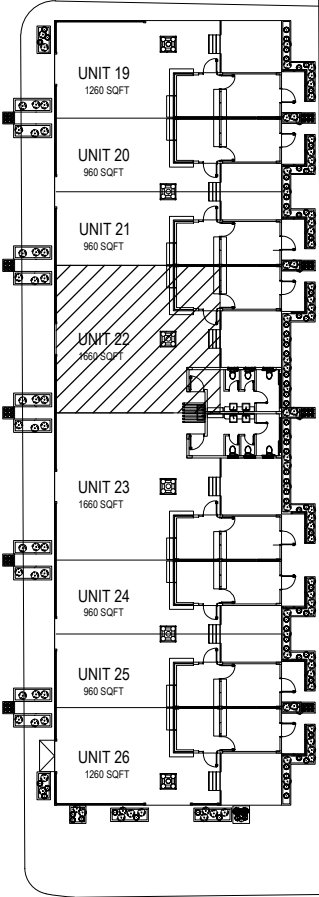 UNIT 19
1260 SQFT
UNIT 20
960 SQFT
UNIT 21
960 SQFT
UNIT 22
1660 SQFT
UNIT 23
1660 SQFT
UNIT 24
960 SQFT
UNIT 25
960 SQFT
UNIT 26
1260 SQFT